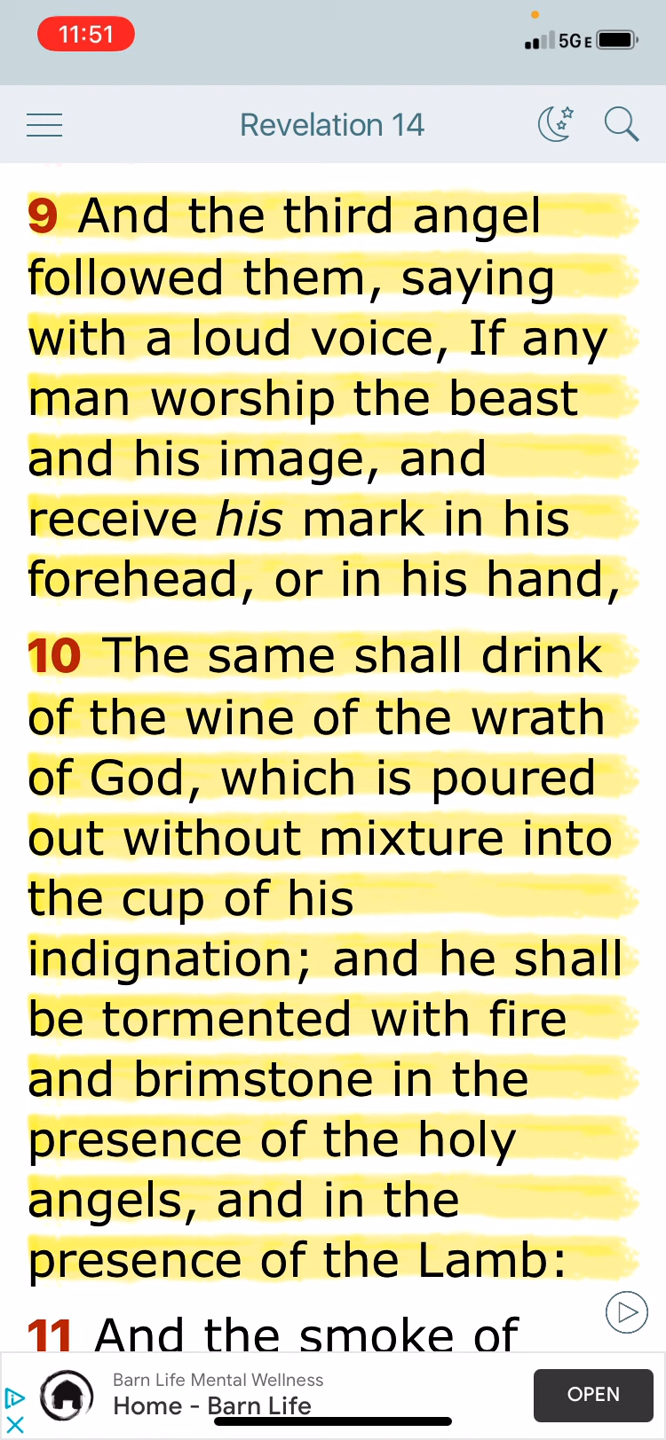 11:51
5G E
Revelation 14
9 And the third angel
followed them, saying
with a loud voice, If any
man worship the beast
and his image, and
receive his mark in his
forehead, or in his hand,
10 The same shall drink
of the wine of the wrath
of God, which is poured
out without mixture into
the cup of his
indignation; and he shall
be tormented with fire
and brimstone in the
presence of the holy
angels, and in the
presence of the Lamb:
11 And the smoke of
Barn Life Mental Wellness
Home - Barn Life
OPEN